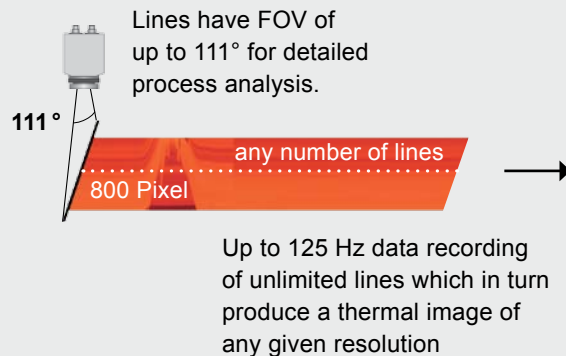 Lines have FOV of
up to 111° for detailed
process analysis.
111°
any number of lines
800 Pixel
Up to 125 Hz data recording
of unlimited lines which in turn
produce a thermal image of
any given resolution